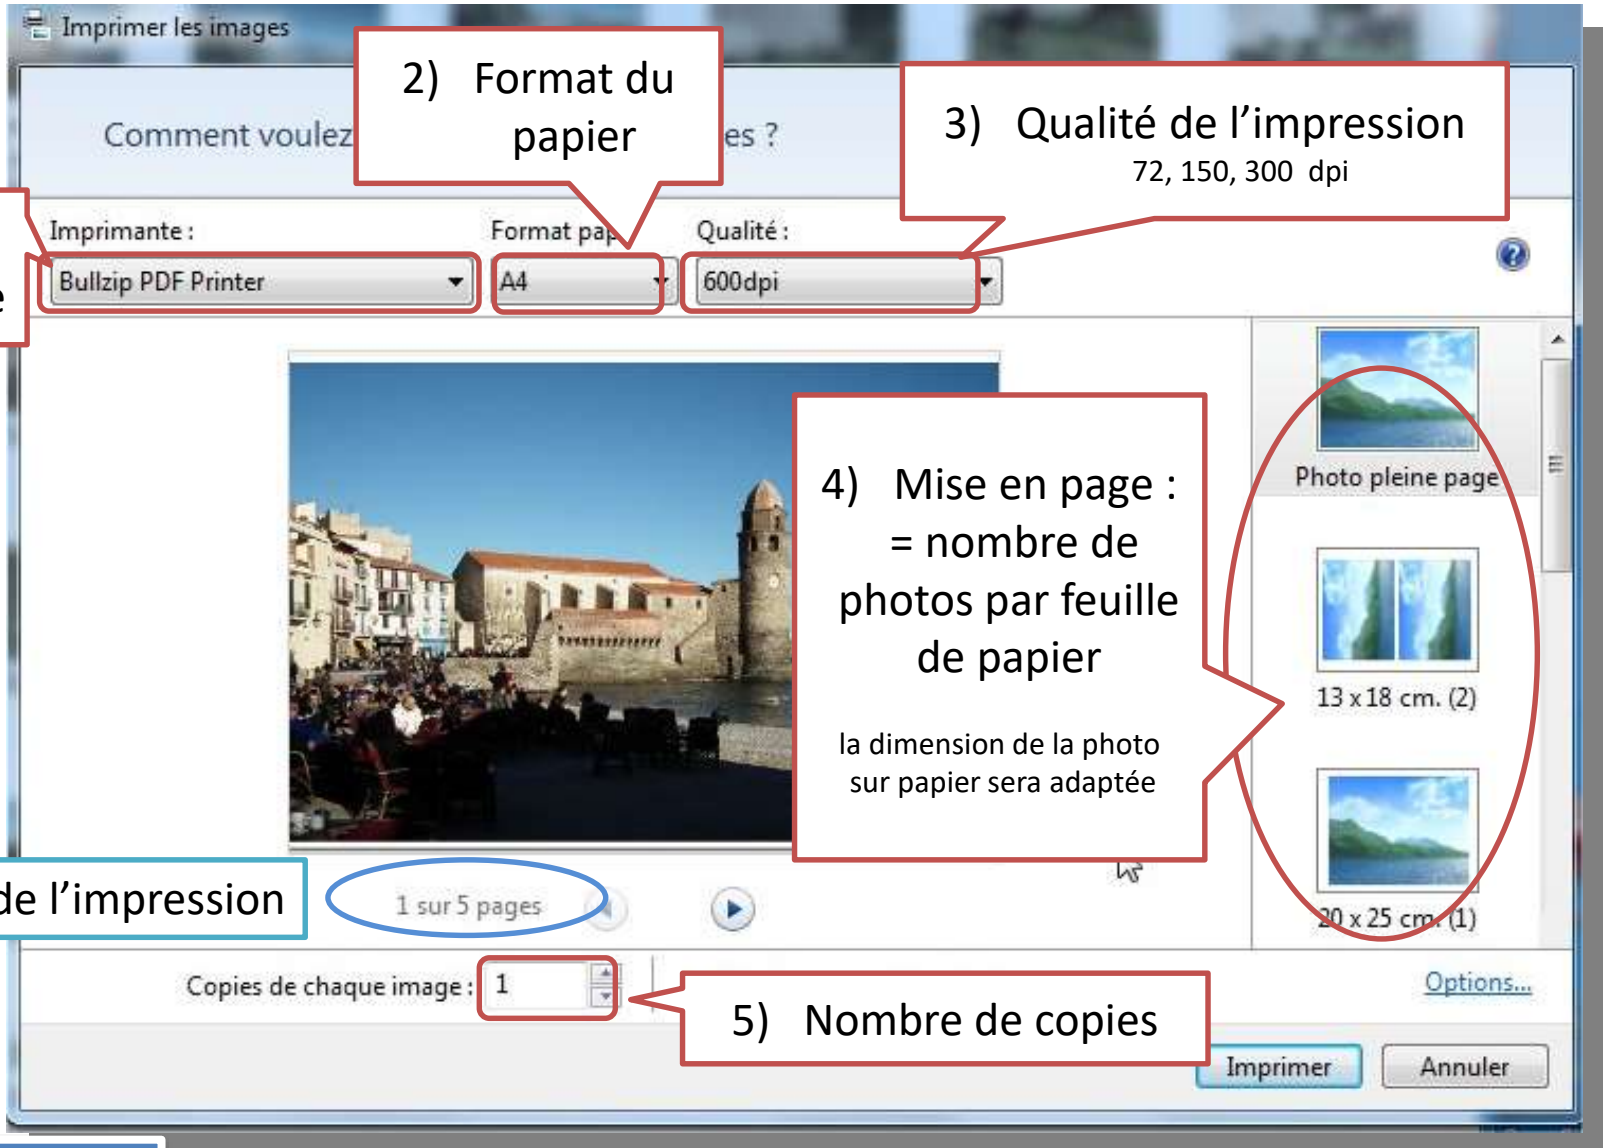 Imprimer les images
2) Format du
papier
3) Qualité de l’impression
72, 150, 300 dpi
Comment voulez
es ?
Imprimante :
Format pap
Qualité :
Bullzip PDF Printer
A4
600dpi
e
Photo pleine page
4) Mise en page :
= nombre de
photos par feuille
de papier
la dimension de la photo
sur papier sera adaptée
13 x 18 cm. (2)
20 x 25 cm. (1)
de l’impression
1 sur 5 pages
Copies de chaque image :
1
5) Nombre de copies
Options...
Imprimer
Annuler